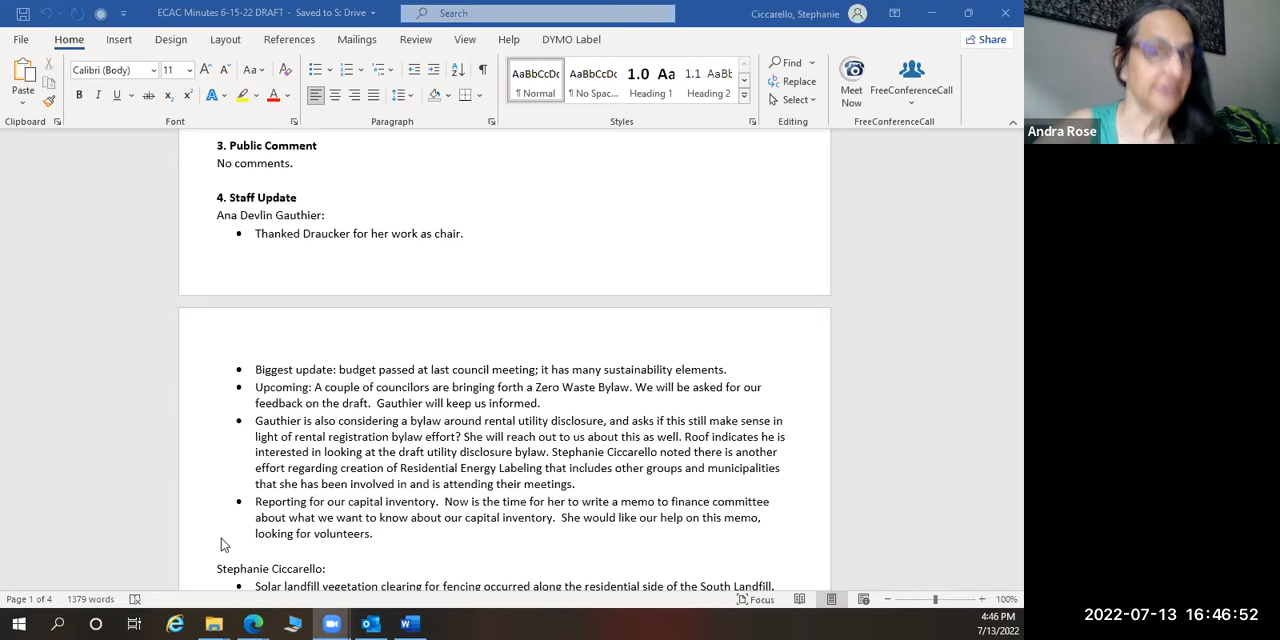 ECAC Minutes 6-15-22 DRAFT - Saved to S: Drive
Search
Ciccarello, Stephanie
File Home Insert Design Layout References Mailings Review View Help DYMO Label
Share
Paste
Calibri (Body) 11
AaBbCcDc AaBbCcDc 1.0 Aa 1.1 AaBb
¶ Normal ¶ No Spac... Heading 1 Heading 2
Find
Replace
Select
Meet Now
FreeConferenceCall
Clipboard Font Paragraph Styles Editing FreeConferenceCall
Andra Rose
3. Public Comment
No comments.
4. Staff Update
Ana Devlin Gauthier:
• Thanked Draucker for her work as chair.
• Biggest update: budget passed at last council meeting; it has many sustainability elements.
• Upcoming: A couple of councilors are bringing forth a Zero Waste Bylaw. We will be asked for our
feedback on the draft. Gauthier will keep us informed.
• Gauthier is also considering a bylaw around rental utility disclosure, and asks if this still make sense in
light of rental registration bylaw effort? She will reach out to us about this as well. Roof indicates he is
interested in looking at the draft utility disclosure bylaw. Stephanie Ciccarello noted there is another
effort regarding creation of Residential Energy Labeling that includes other groups and municipalities
that she has been involved in and is attending their meetings.
• Reporting for our capital inventory. Now is the time for her to write a memo to finance committee
about what we want to know about our capital inventory. She would like our help on this memo,
looking for volunteers.
Stephanie Ciccarello:
• Solar landfill vegetation clearing for fencing occurred along the residential side of the South Landfill.
Page 1 of 4 1379 words
Focus
100%
4:46 PM
7/13/2022
2022-07-13 16:46:52